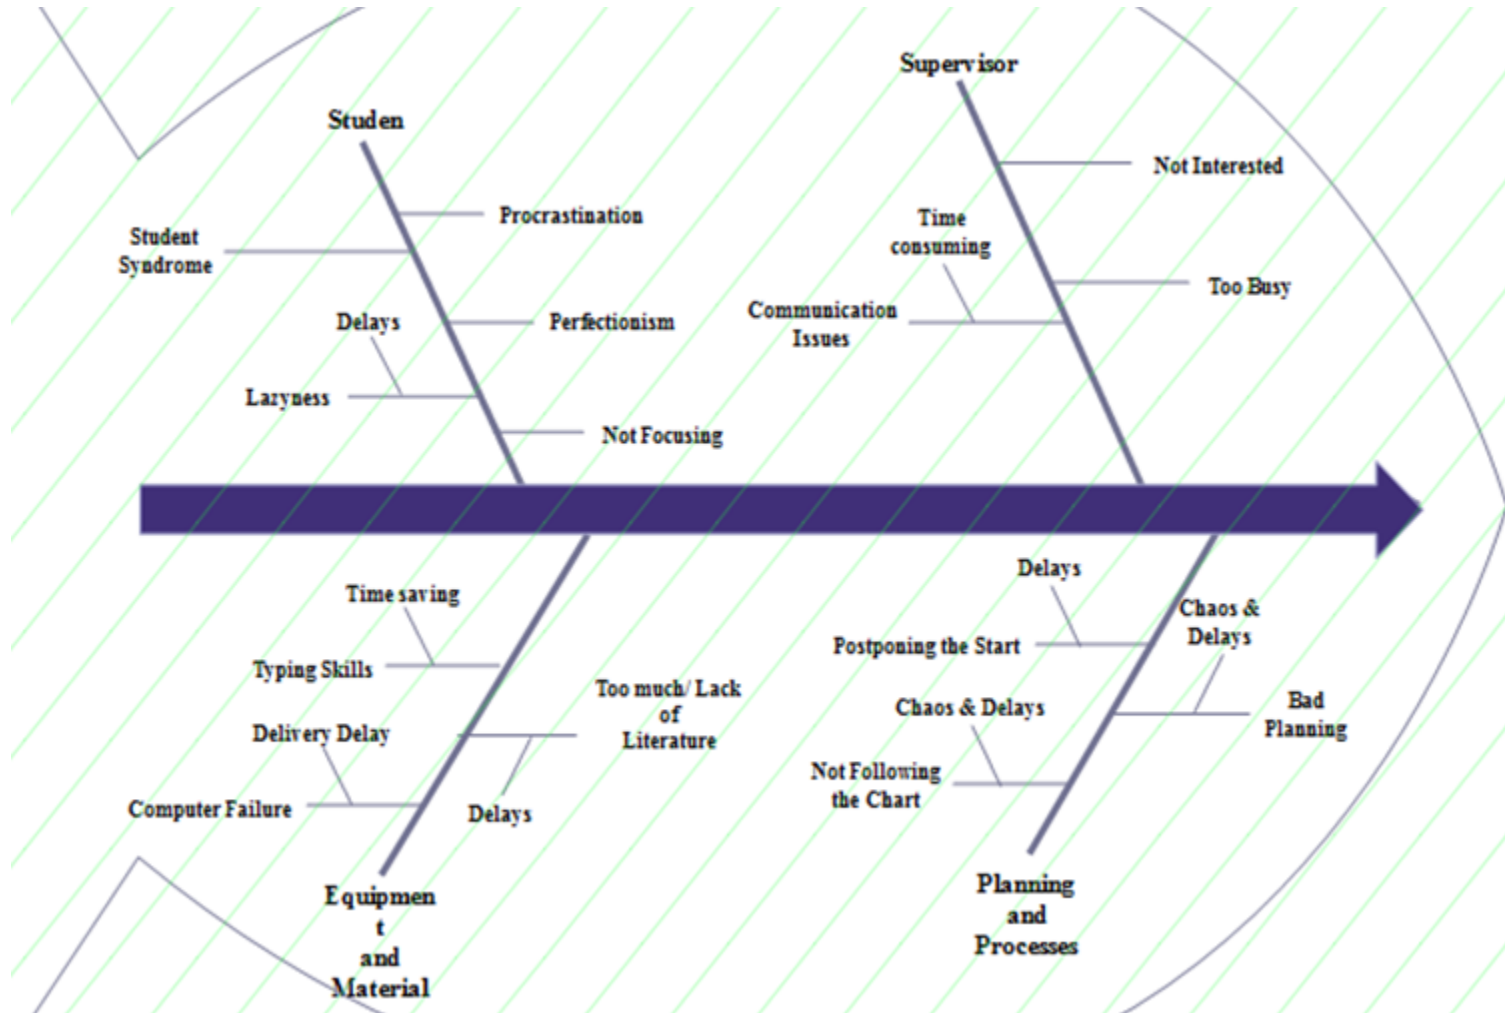 Supervisor
Studen
Not Interested
Procrastination
Time
consuming
Student
Syndrome
Too Busy
Communication
Issues
Delays
Perfectionism
Lazyness
Not Focusing
Delays
Time saving
Chaos &
Delays
Postponing the Start
Typing Skills
Too much/ Lack
of
Literature
Chaos & Delays
Bad
Planning
Delivery Delay
Not Following
the Chart
Computer Failure
Delays
Equipmen
t
and
Material
Planning
and
Processes